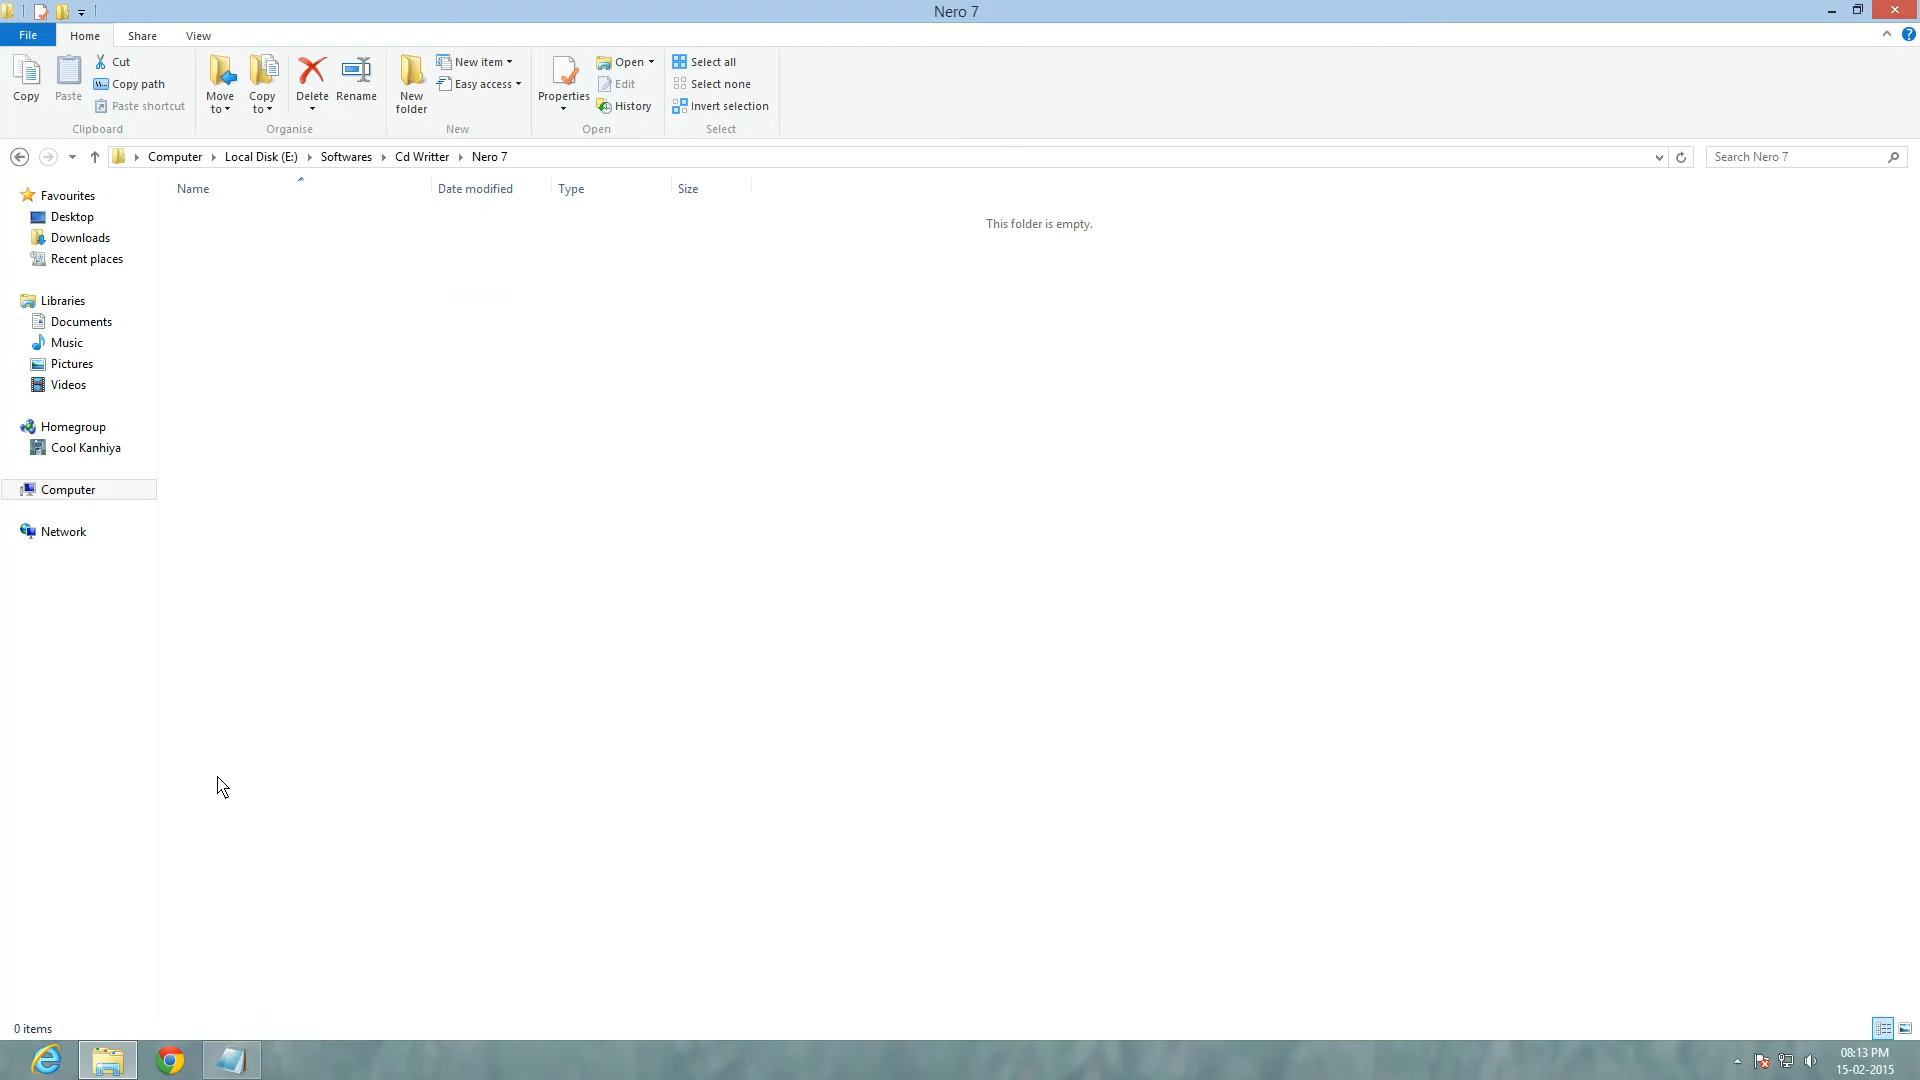 Nero 7
File Home Share View
Cut
Copy path
Paste shortcut
Copy Paste
Clipboard
Move to
Copy to
Delete Rename
Organise
New folder
New item
Easy access
New
Properties
Open
Edit
History
Open
Select all
Select none
Invert selection
Select
Computer Local Disk (E:) Softwares Cd Writter Nero 7
Search Nero 7
Name Date modified Type Size
This folder is empty.
Favourites
Desktop
Downloads
Recent places
Libraries
Documents
Music
Pictures
Videos
Homegroup
Cool Kanhiya
Computer
Network
0 items
08:13 PM
15-02-2015